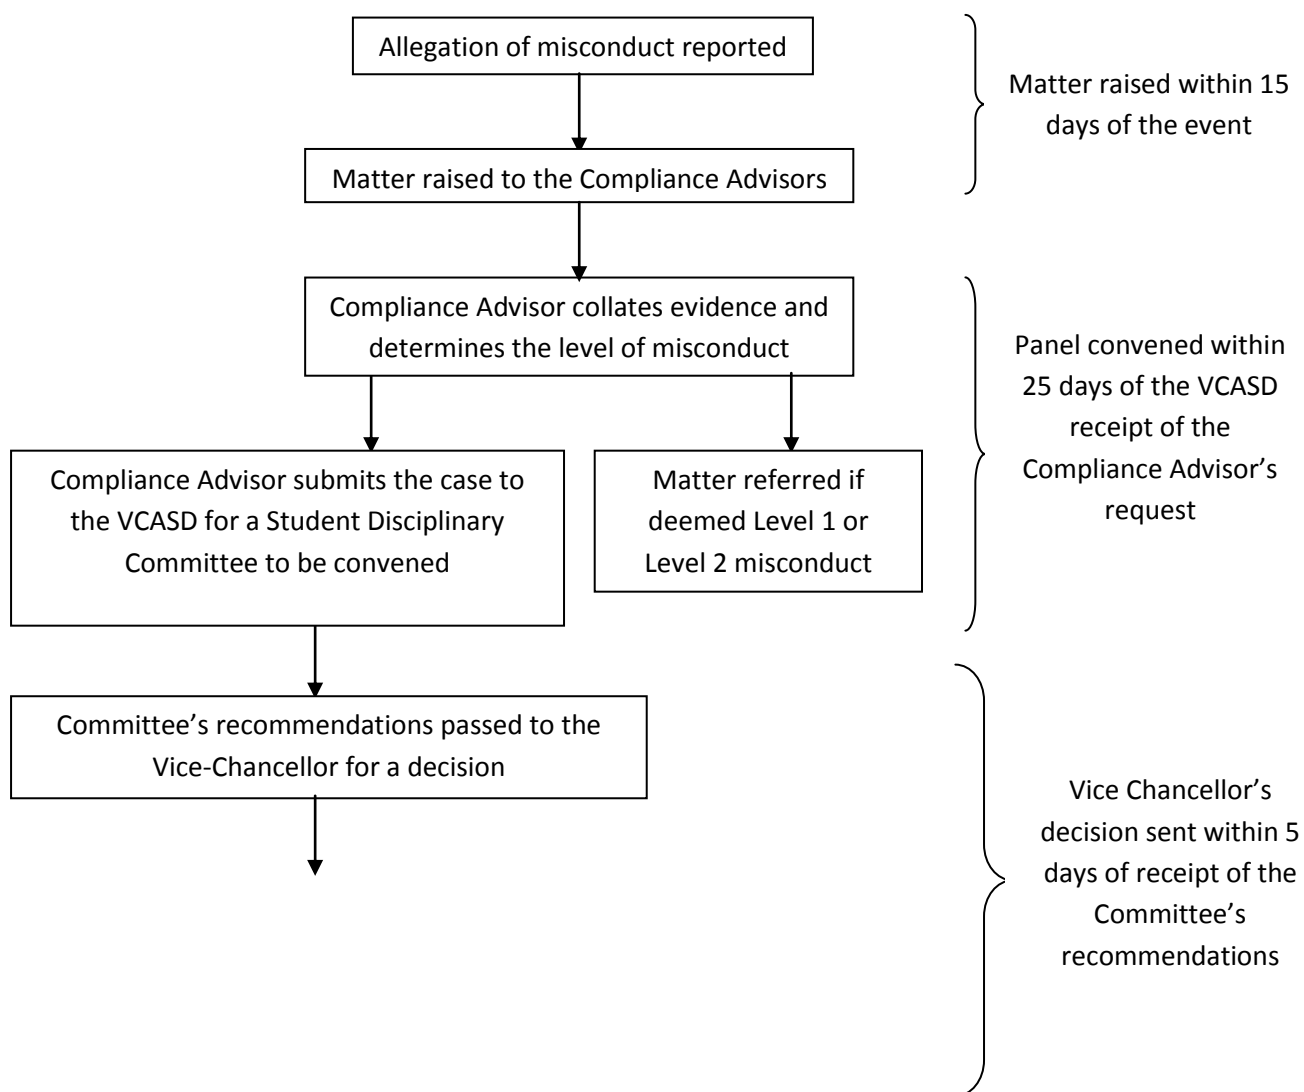 Allegation of misconduct reported
Matter raised within 15
days of the event
Matter raised to the Compliance Advisors
Compliance Advisor collates evidence and
determines the level of misconduct
Panel convened within
25 days of the VCASD
receipt of the
Compliance Advisor’s
request
Compliance Advisor submits the case to
the VCASD for a Student Disciplinary
Committee to be convened
Matter referred if
deemed Level 1 or
Level 2 misconduct
Committee’s recommendations passed to the
Vice-Chancellor for a decision
Vice Chancellor’s
decision sent within 5
days of receipt of the
Committee’s
recommendations